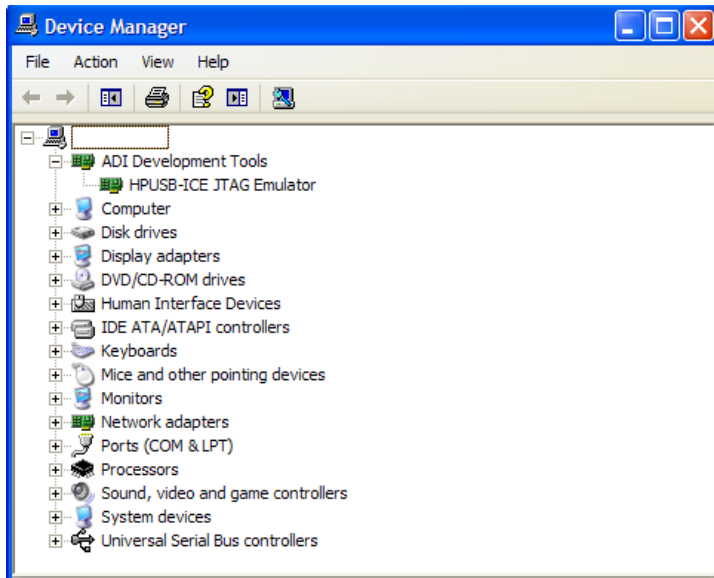 Device Manager
File Action View Help
ADI Development Tools
HPUSB-ICE JTAG Emulator
Computer
Disk drives
Display adapters
DVD/CD-ROM drives
Human Interface Devices
IDE ATA/ATAPI controllers
Keyboards
Mice and other pointing devices
Monitors
Network adapters
Ports (COM & LPT)
Processors
Sound, video and game controllers
System devices
Universal Serial Bus controllers